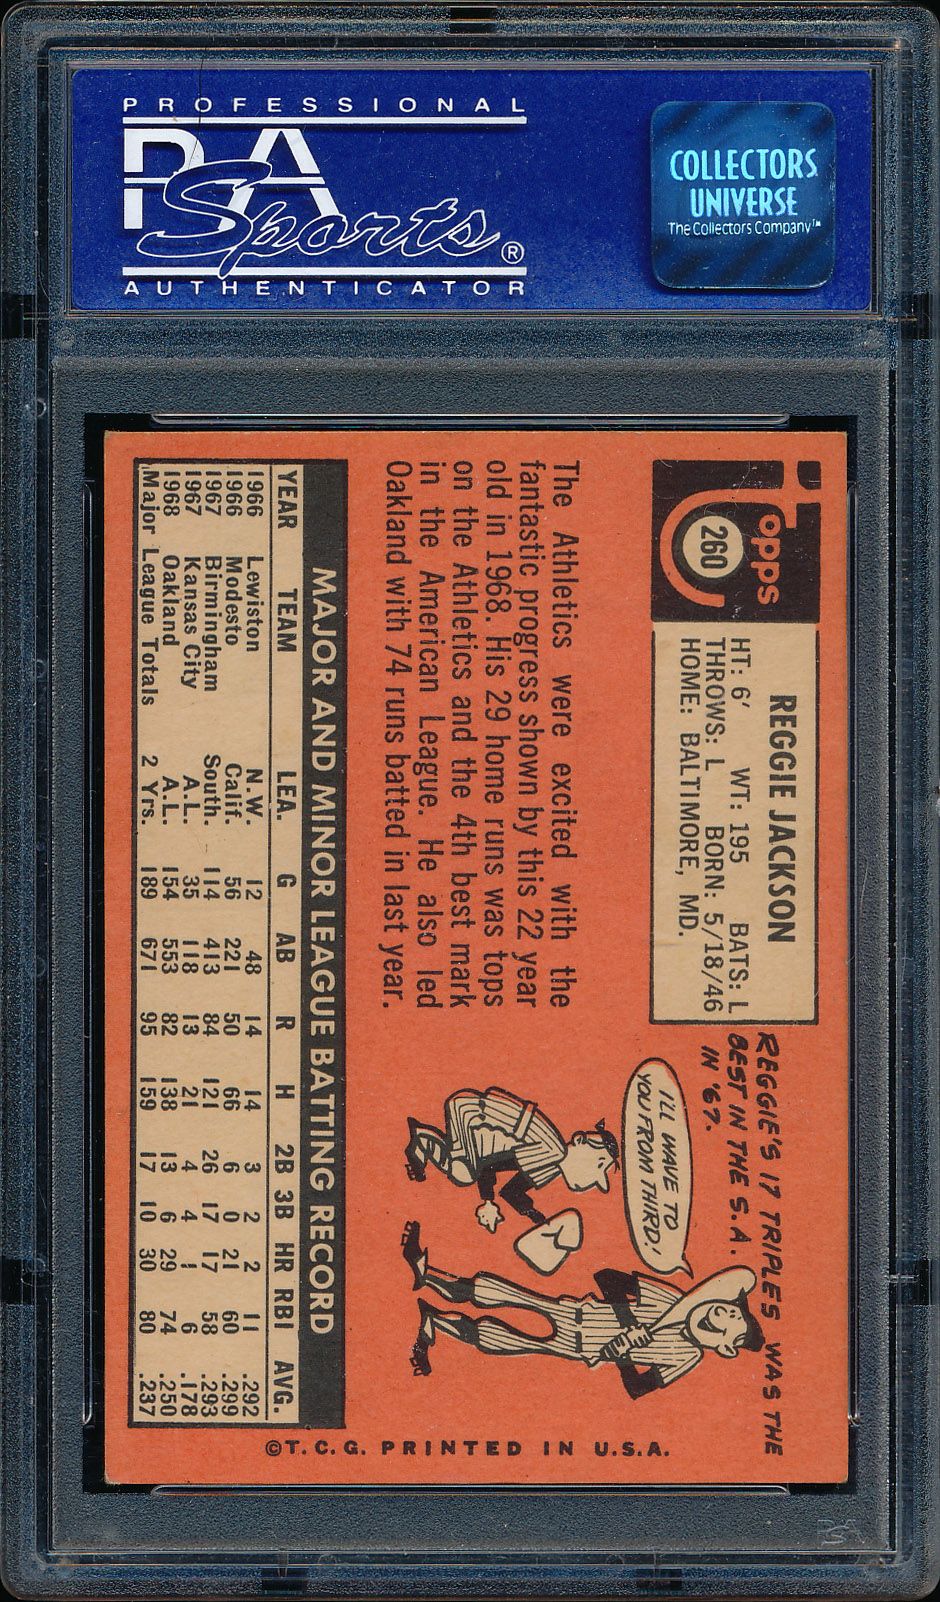 PROFESSIONAL
PSA
Sports®
AUTHENTICATOR
COLLECTORS
UNIVERSE
The Collectors Company™
Topps
260
REGGIE JACKSON
HT: 6' WT: 195 BATS: L
THROWS: L BORN: 5/18/46
HOME: BALTIMORE, MD.
REGGIE'S 17 TRIPLES WAS THE
BEST IN THE S.A.
IN '67.
I'LL WAVE TO
YOU FROM THIRD!
The Athletics were excited with the
fantastic progress shown by this 22 year
old in 1968. His 29 home runs was tops
on the Athletics and the 4th best mark
in the American League. He also led
Oakland with 74 runs batted in last year.
MAJOR AND MINOR LEAGUE BATTING RECORD
YEAR TEAM LEA. G AB R H 2B 3B HR RBI AVG.
1966 Lewiston N.W. 12 48 14 14 3 2 2 11 .292
1966 Modesto Calif. 56 221 50 66 6 0 21 60 .299
1967 Birmingham South. 114 413 84 121 26 17 17 58 .293
1967 Kansas City A.L. 35 118 13 21 4 4 1 6 .178
1968 Oakland A.L. 154 553 82 138 13 6 29 74 .250
Major League Totals 2 Yrs. 189 671 95 159 17 10 30 80 .237
©T.C.G. PRINTED IN U.S.A.
PSA